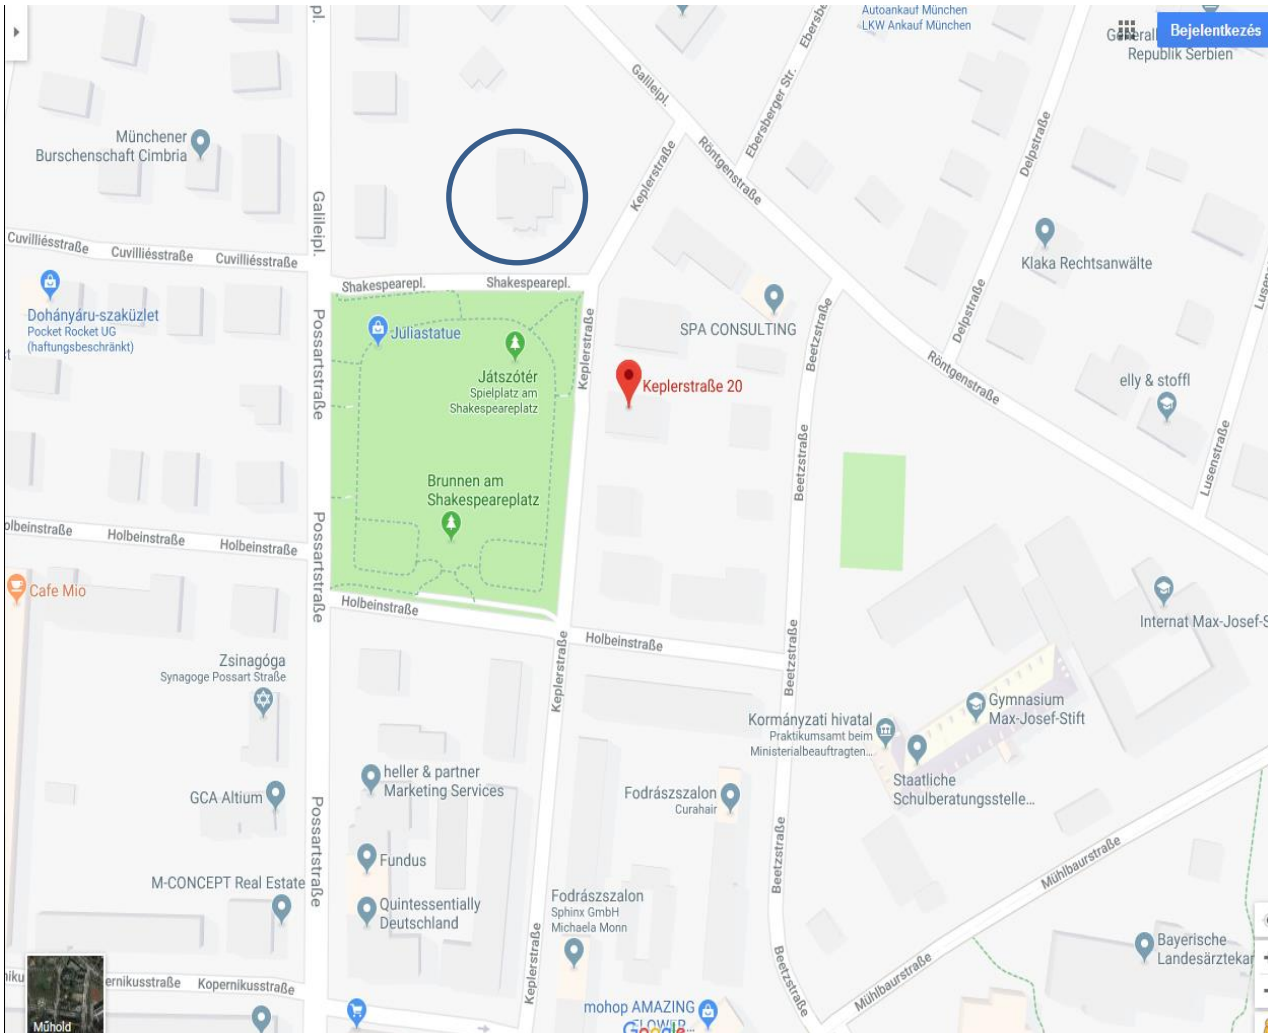 pl.
Autoankauf München
LKW Ankauf München
Bejelentkezés
Republik Serbien
Ebersberger Str.
Galileipl.
Münchener
Burschenschaft Cimbria
Keplerstraße
Röntgenstraße
Delpstraße
Galileipl.
Cuvilliésstraße
Cuvilliésstraße
Cuvilliésstraße
Klaka Rechtsanwälte
Shakespearepl.
Shakespearepl.
Dohányáru-szaküzlet
Pocket Rocket UG
(haftungsbeschränkt)
Possartstraße
Júliastatue
Keplerstraße
SPA CONSULTING
Beetzstraße
Delpstraße
Röntgenstraße
Játszótér
Spielplatz am
Shakespeareplatz
Keplerstraße 20
elly & stoffl
Brunnen am
Shakespeareplatz
Beetzstraße
Lusenstraße
olbeinstraße
Holbeinstraße
Holbeinstraße
Possartstraße
Cafe Mio
Holbeinstraße
Holbeinstraße
Internat Max-Josef-S
Zsinagóga
Synagoge Possart Straße
Keplerstraße
Beetzstraße
Kormányzati hivatal
Praktikumsamt beim
Ministerialbeauftragten...
Gymnasium
Max-Josef-Stift
heller & partner
Marketing Services
GCA Altium
Fodrászszalon
Curahair
Staatliche
Schulberatungsstelle...
Possartstraße
Fundus
Beetzstraße
Mühlbaurstraße
M-CONCEPT Real Estate
Quintessentially
Deutschland
Fodrászszalon
Sphinx GmbH
Michaela Monn
Keplerstraße
Bayerische
Landesärztekar
Beetzstraße
Mühlbaurstraße
ernikusstraße
Kopernikusstraße
mohop AMAZING
Műhold
Google